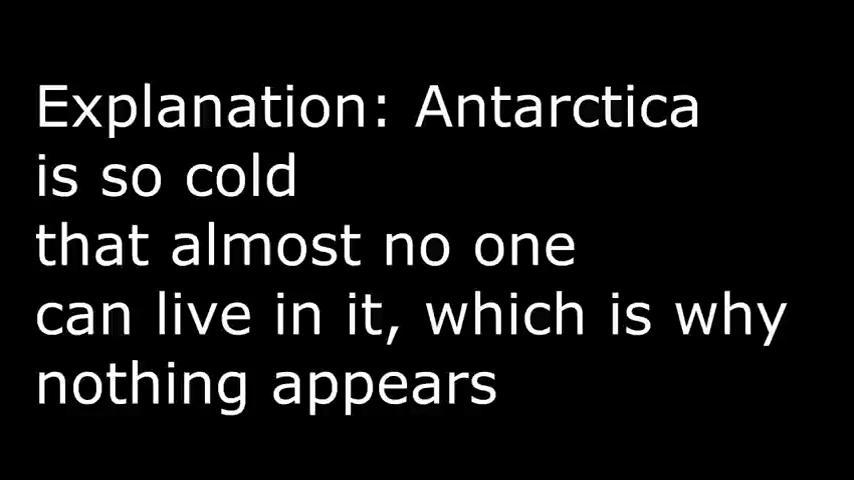 Explanation: Antarctica
is so cold
that almost no one
can live in it, which is why
nothing appears